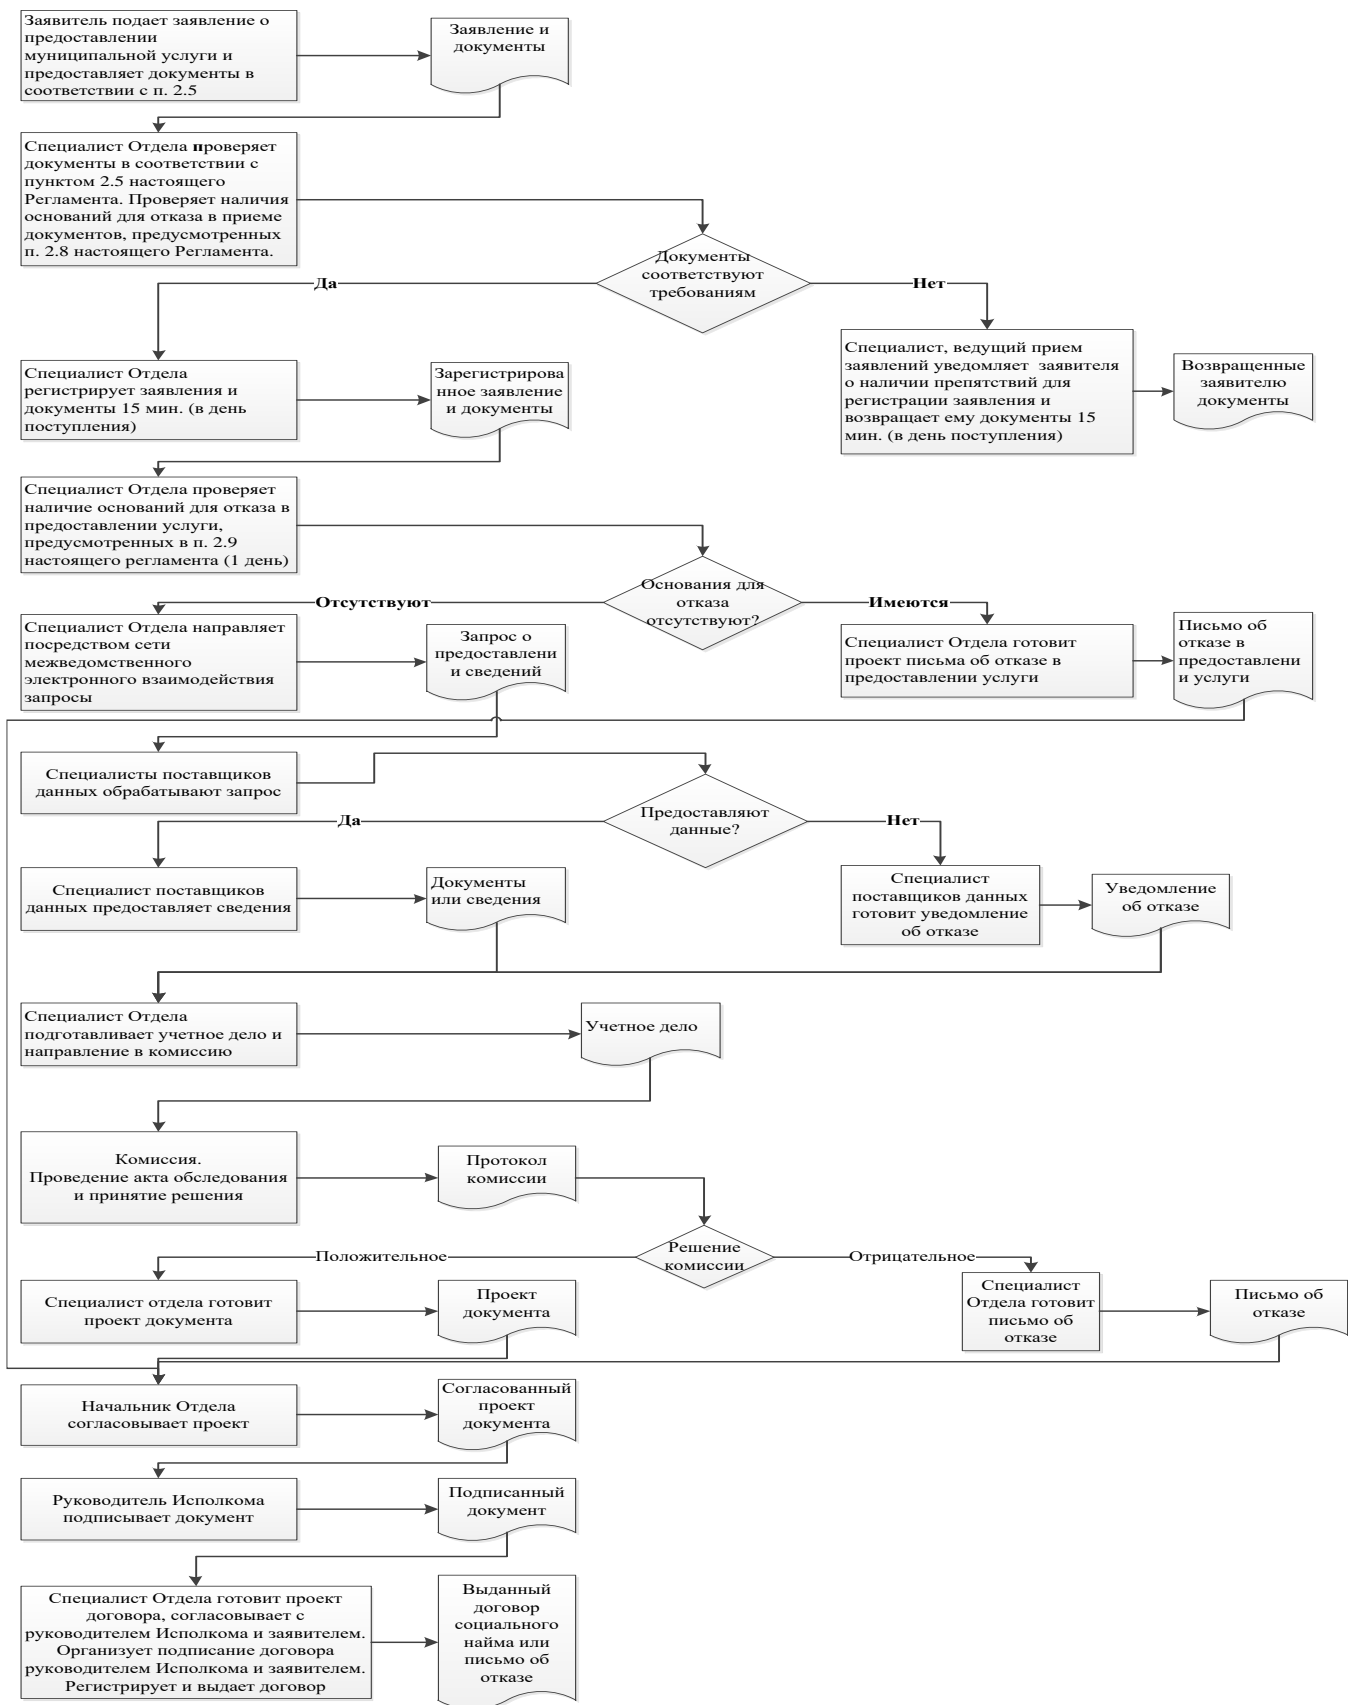 Заявитель подает заявление о
предоставлении
муниципальной услуги и
предоставляет документы в
соответствии с п. 2.5
Заявление и
документы
Специалист Отдела проверяет
документы в соответствии с
пунктом 2.5 настоящего
Регламента. Проверяет наличия
оснований для отказа в приеме
документов, предусмотренных
п. 2.8 настоящего Регламента.
Документы
соответствуют
требованиям
Да
Нет
Специалист Отдела
регистрирует заявления и
документы 15 мин. (в день
поступления)
Зарегистрирова
нное заявление
и документы
Специалист, ведущий прием
заявлений уведомляет заявителя
о наличии препятствий для
регистрации заявления и
возвращает ему документы 15
мин. (в день поступления)
Возвращенные
заявителю
документы
Специалист Отдела проверяет
наличие оснований для отказа в
предоставлении услуги,
предусмотренных в п. 2.9
настоящего регламента (1 день)
Основания для
отказа
отсутствуют?
Отсутствуют
Имеются
Специалист Отдела направляет
посредством сети
межведомственного
электронного взаимодействия
запросы
Запрос о
предоставлени
и сведений
Специалист Отдела готовит
проект письма об отказе в
предоставлении услуги
Письмо об
отказе в
предоставлени
и услуги
Специалисты поставщиков
данных обрабатывают запрос
Предоставляют
данные?
Да
Нет
Специалист поставщиков
данных предоставляет сведения
Документы
или сведения
Специалист
поставщиков данных
готовит уведомление
об отказе
Уведомление
об отказе
Специалист Отдела
подготавливает учетное дело и
направление в комиссию
Учетное дело
Комиссия.
Проведение акта обследования
и принятие решения
Протокол
комиссии
Решение
комиссии
Положительное
Отрицательное
Специалист отдела готовит
проект документа
Проект
документа
Специалист
Отдела готовит
письмо об
отказе
Письмо об
отказе
Начальник Отдела
согласовывает проект
Согласованный
проект
документа
Руководитель Исполкома
подписывает документ
Подписанный
документ
Специалист Отдела готовит проект
договора, согласовывает с
руководителем Исполкома и заявителем.
Организует подписание договора
руководителем Исполкома и заявителем.
Регистрирует и выдает договор
Выданный
договор
социального
найма или
письмо об
отказе